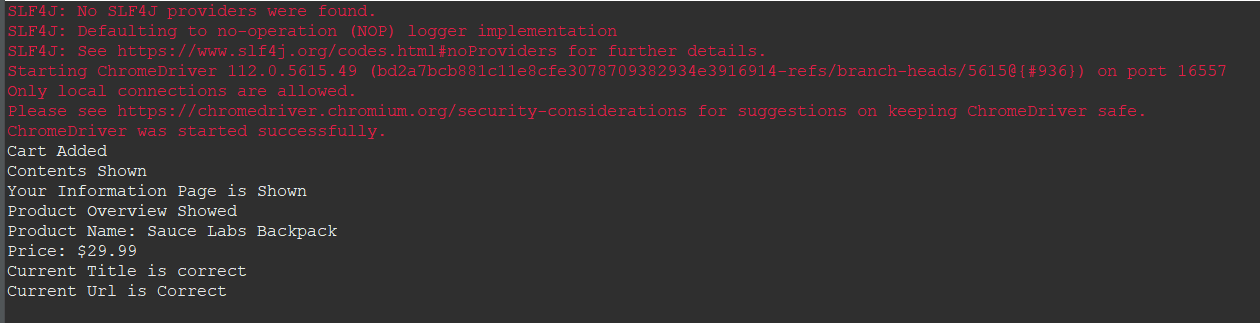 SLF4J: No SLF4J providers were found.
SLF4J: Defaulting to no-operation (NOP) logger implementation
SLF4J: See https://www.slf4j.org/codes.html#noProviders for further details.
Starting ChromeDriver 112.0.5615.49 (bd2a7bcb881c11e8cfe3078709382934e3916914-refs/branch-heads/5615@{#936}) on port 16557
Only local connections are allowed.
Please see https://chromedriver.chromium.org/security-considerations for suggestions on keeping ChromeDriver safe.
ChromeDriver was started successfully.
Cart Added
Contents Shown
Your Information Page is Shown
Product Overview Showed
Product Name: Sauce Labs Backpack
Price: $29.99
Current Title is correct
Current Url is Correct